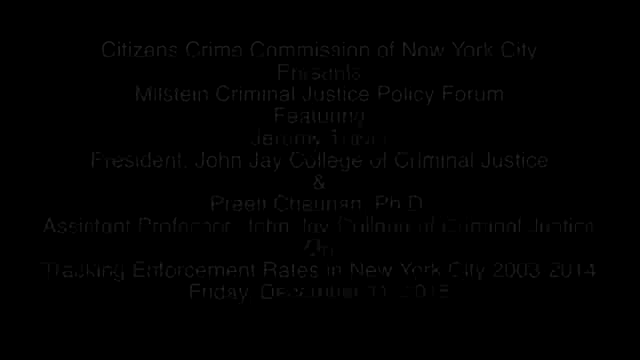 Citizens Crime Commission of New York City
Presents
Milstein Criminal Justice Policy Forum
Featuring
Jeremy Travis
President, John Jay College of Criminal Justice
&
Preeti Chauhan, Ph.D.
Assistant Professor, John Jay College of Criminal Justice
On
Tracking Enforcement Rates in New York City 2003-2014
Friday, December 11, 2015